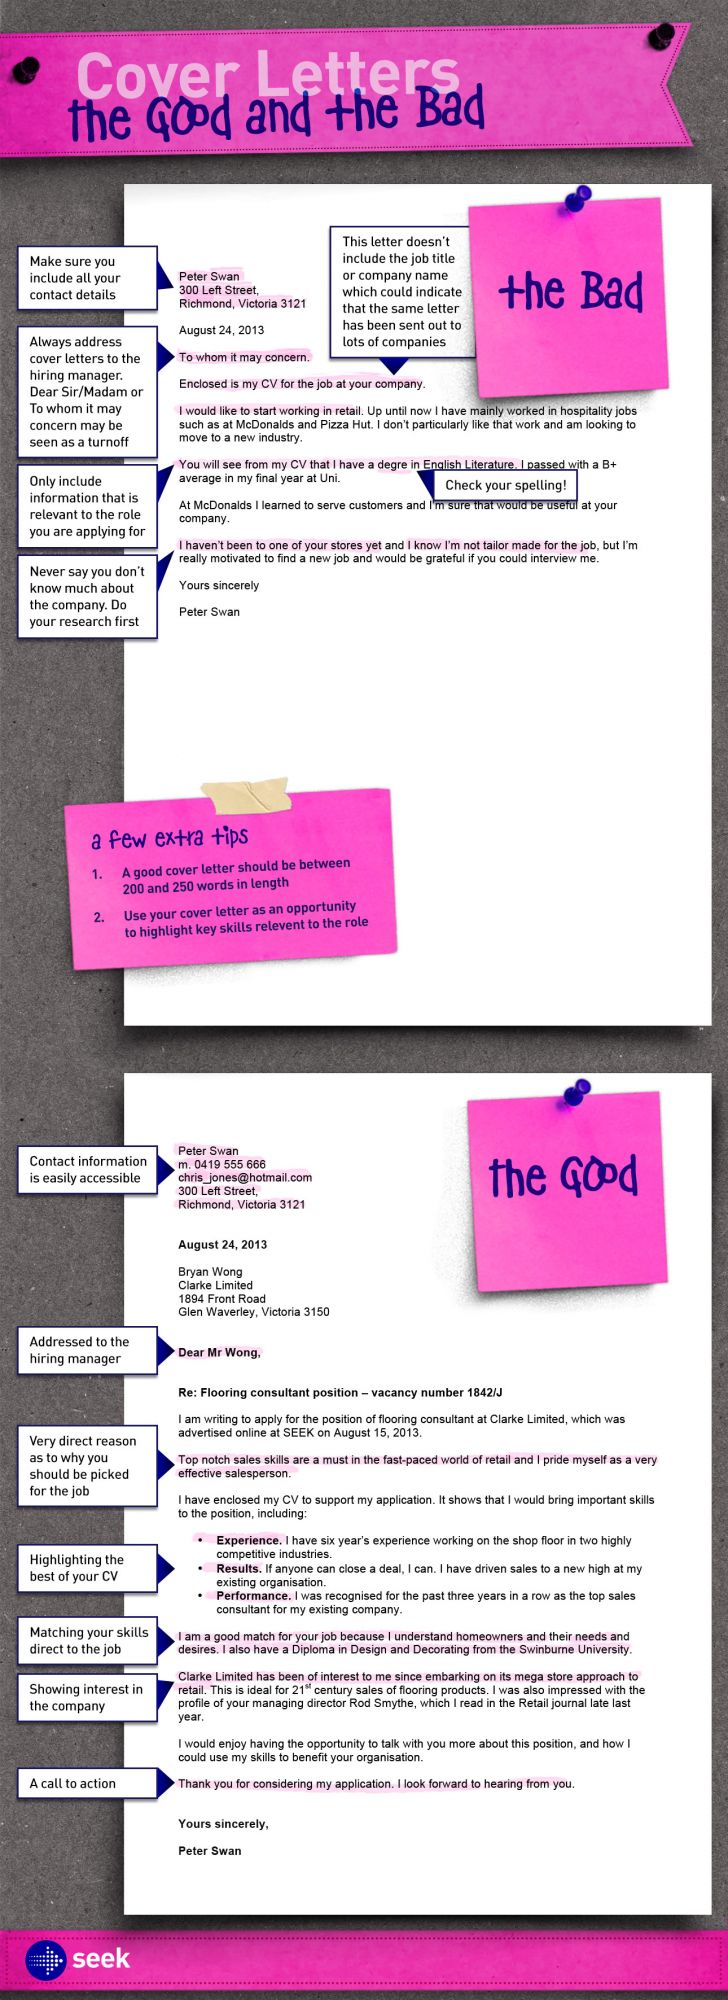 Cover Letters
the Good and the Bad
the Bad
Make sure you
include all your
contact details
This letter doesn't
include the job title
or company name
which could indicate
that the same letter
has been sent out to
lots of companies
Peter Swan
300 Left Street,
Richmond, Victoria 3121
August 24, 2013
Always address
cover letters to the
hiring manager.
Dear Sir/Madam or
To whom it may
concern may be
seen as a turnoff
To whom it may concern.
Enclosed is my CV for the job at your company.
I would like to start working in retail. Up until now I have mainly worked in hospitality jobs
such as at McDonalds and Pizza Hut. I don't particularly like that work and am looking to
move to a new industry.
Only include
information that is
relevant to the role
you are applying for
You will see from my CV that I have a degre in English Literature. I passed with a B+
average in my final year at Uni.
Check your spelling!
At McDonalds I learned to serve customers and I'm sure that would be useful at your
company.
Never say you don't
know much about
the company. Do
your research first
I haven't been to one of your stores yet and I know I'm not tailor made for the job, but I'm
really motivated to find a new job and would be grateful if you could interview me.
Yours sincerely
Peter Swan
a few extra tips
1. A good cover letter should be between
200 and 250 words in length
2. Use your cover letter as an opportunity
to highlight key skills relevent to the role
the Good
Contact information
is easily accessible
Peter Swan
m. 0419 555 666
chris_jones@hotmail.com
300 Left Street,
Richmond, Victoria 3121
August 24, 2013
Bryan Wong
Clarke Limited
1894 Front Road
Glen Waverley, Victoria 3150
Addressed to the
hiring manager
Dear Mr Wong,
Re: Flooring consultant position – vacancy number 1842/J
I am writing to apply for the position of flooring consultant at Clarke Limited, which was
advertised online at SEEK on August 15, 2013.
Very direct reason
as to why you
should be picked
for the job
Top notch sales skills are a must in the fast-paced world of retail and I pride myself as a very
effective salesperson.
I have enclosed my CV to support my application. It shows that I would bring important skills
to the position, including:
Highlighting the
best of your CV
• Experience. I have six year's experience working on the shop floor in two highly
competitive industries.
• Results. If anyone can close a deal, I can. I have driven sales to a new high at my
existing organisation.
• Performance. I was recognised for the past three years in a row as the top sales
consultant for my existing company.
Matching your skills
direct to the job
I am a good match for your job because I understand homeowners and their needs and
desires. I also have a Diploma in Design and Decorating from the Swinburne University.
Showing interest in
the company
Clarke Limited has been of interest to me since embarking on its mega store approach to
retail. This is ideal for 21st century sales of flooring products. I was also impressed with the
profile of your managing director Rod Smythe, which I read in the Retail journal late last
year.
I would enjoy having the opportunity to talk with you more about this position, and how I
could use my skills to benefit your organisation.
A call to action
Thank you for considering my application. I look forward to hearing from you.
Yours sincerely,
Peter Swan
seek